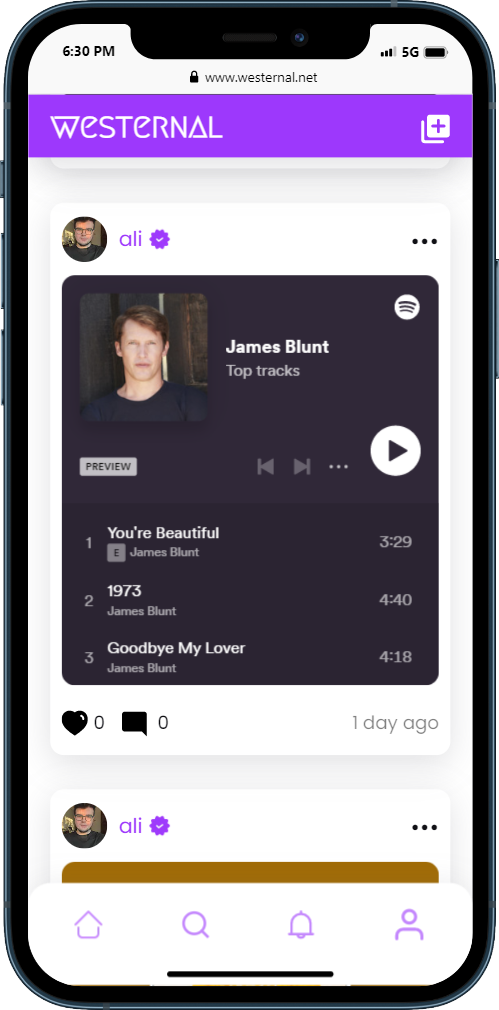 6:30 PM
5G
www.westernal.net
WESTERNAL
ali
James Blunt
Top tracks
PREVIEW
1 You're Beautiful 3:29
E James Blunt
2 1973 4:40
James Blunt
3 Goodbye My Lover 4:18
James Blunt
0 0 1 day ago
ali